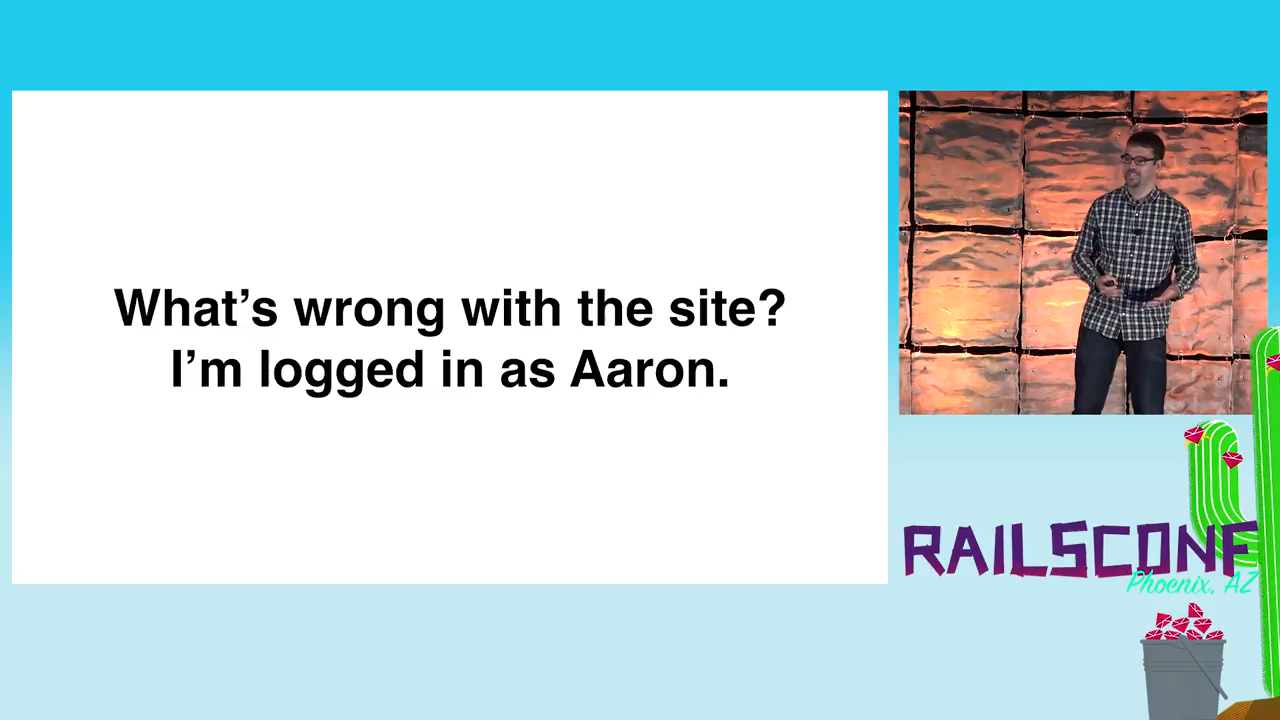 What’s wrong with the site?
I’m logged in as Aaron.
RAILSCONF
Phoenix, AZ